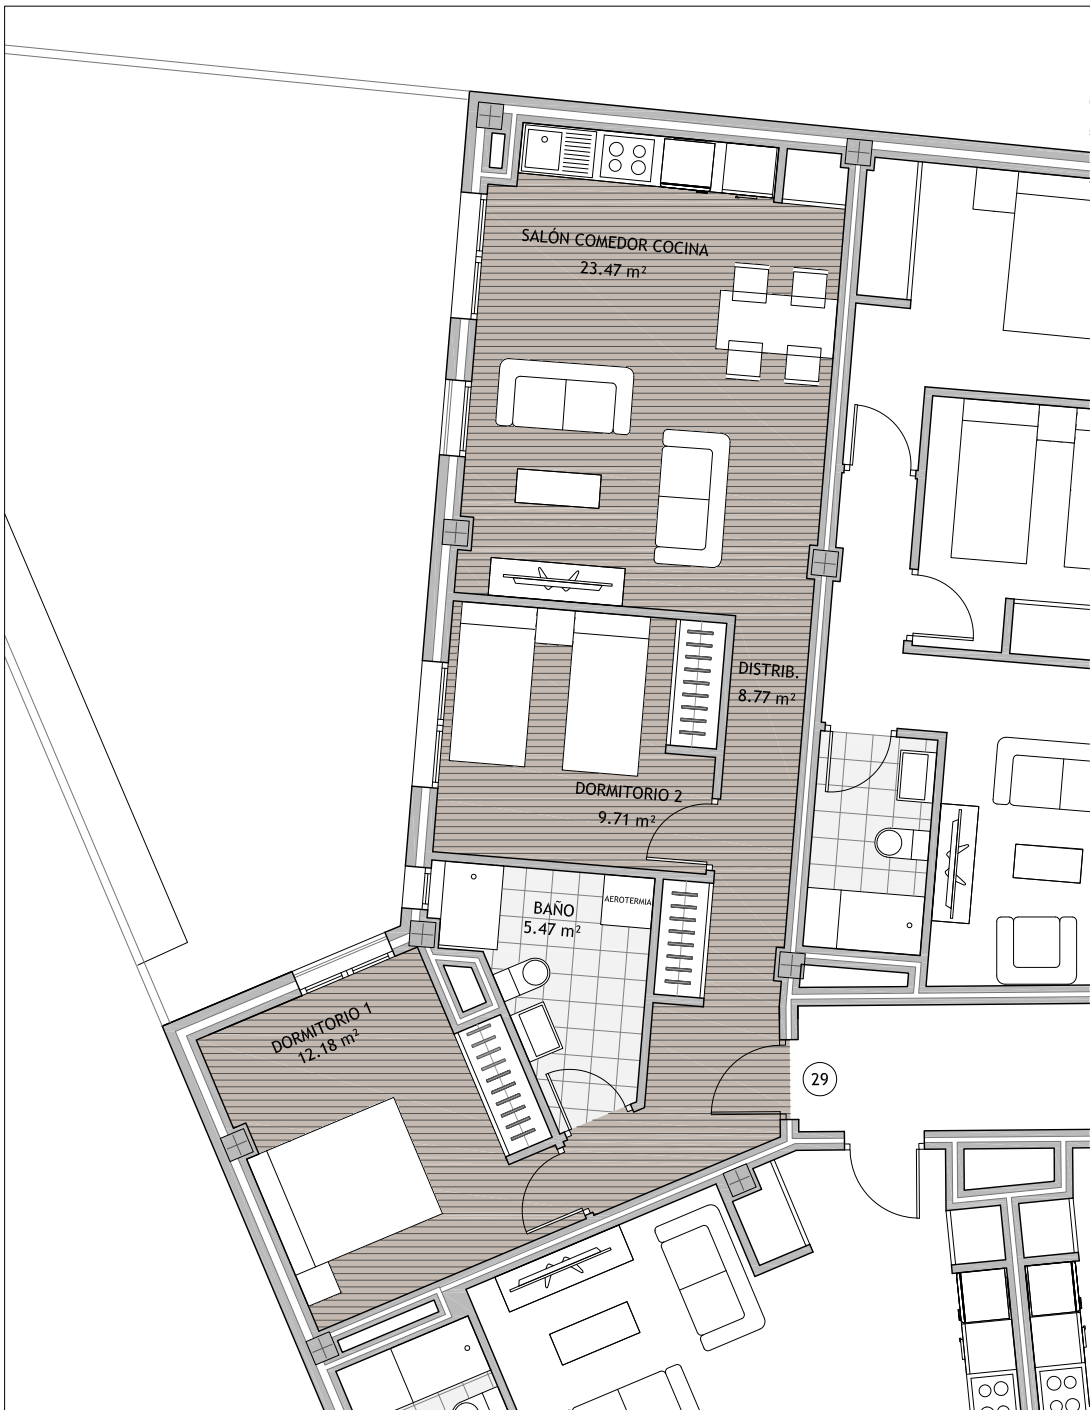 SALÓN COMEDOR COCINA
23.47 m²
DISTRIB.
8.77 m²
DORMITORIO 2
9.71 m²
BAÑO
5.47 m²
AEROTERMIA
DORMITORIO 1
12.18 m²
29